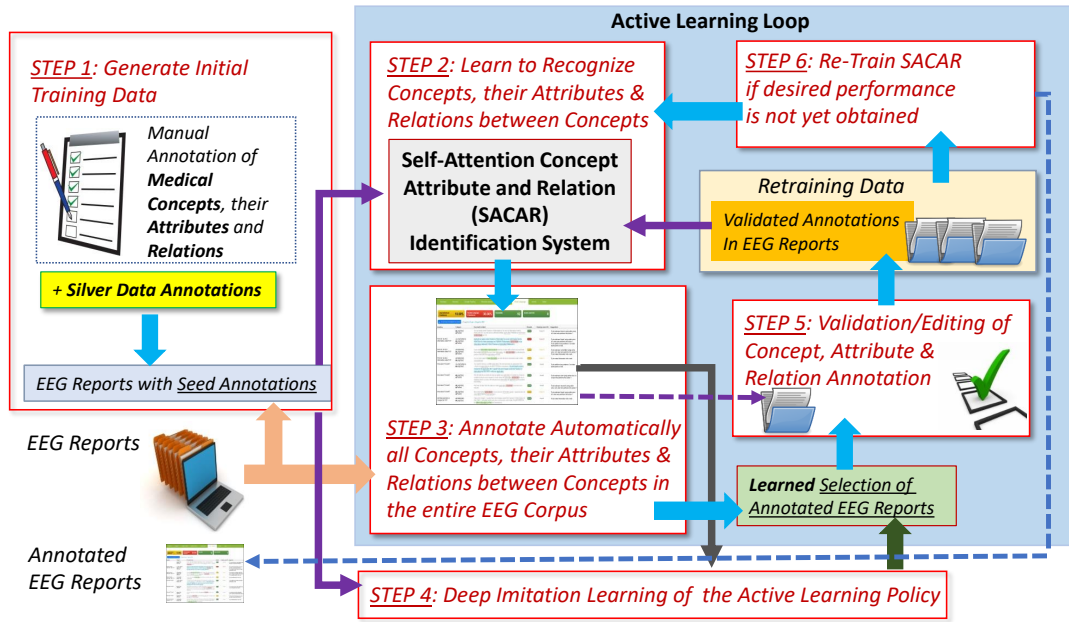 Active Learning Loop
STEP 1: Generate Initial
Training Data
Manual
Annotation of
Medical
Concepts, their
Attributes and
Relations
+ Silver Data Annotations
EEG Reports with Seed Annotations
EEG Reports
Annotated
EEG Reports
STEP 2: Learn to Recognize
Concepts, their Attributes &
Relations between Concepts
Self-Attention Concept
Attribute and Relation
(SACAR)
Identification System
STEP 3: Annotate Automatically
all Concepts, their Attributes &
Relations between Concepts in
the entire EEG Corpus
STEP 6: Re-Train SACAR
if desired performance
is not yet obtained
Retraining Data
Validated Annotations
In EEG Reports
STEP 5: Validation/Editing of
Concept, Attribute &
Relation Annotation
Learned Selection of
Annotated EEG Reports
STEP 4: Deep Imitation Learning of the Active Learning Policy